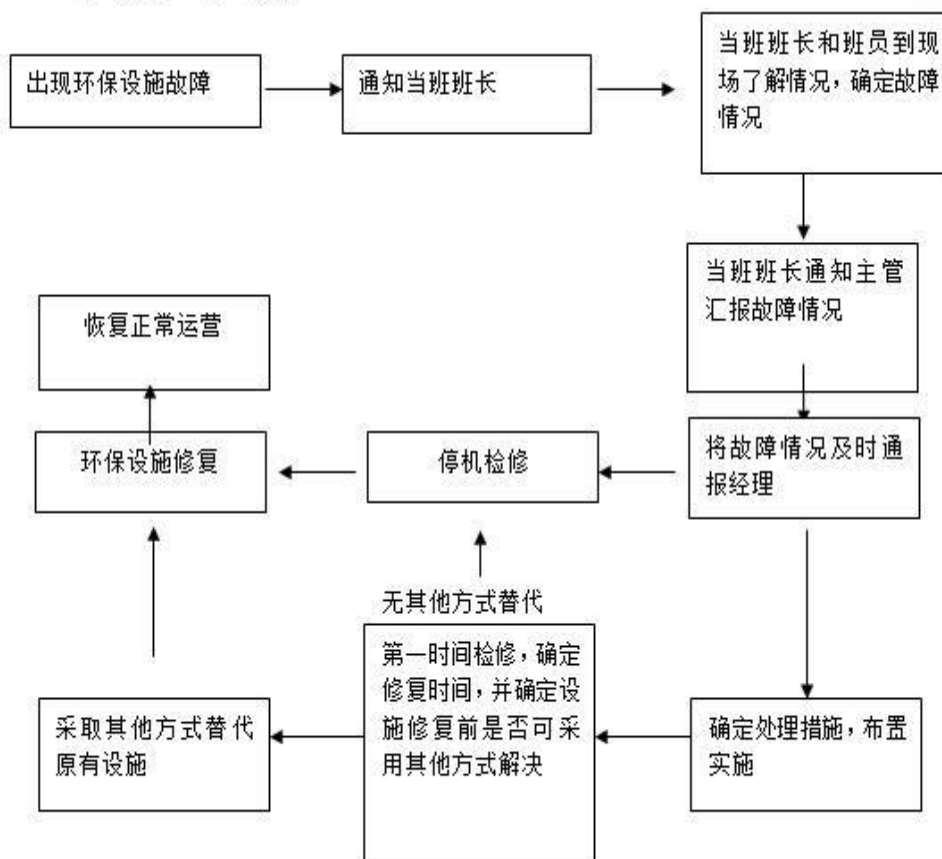 出现环保设施故障
通知当班班长
当班班长和班员到现
场了解情况，确定故障
情况
当班班长通知主管
汇报故障情况
恢复正常运营
环保设施修复
停机检修
将故障情况及时通
报经理
无其他方式替代
采取其他方式替代
原有设施
第一时间检修，确定
修复时间，并确定设
施修复前是否可采
用其他方式解决
确定处理措施，布置
实施